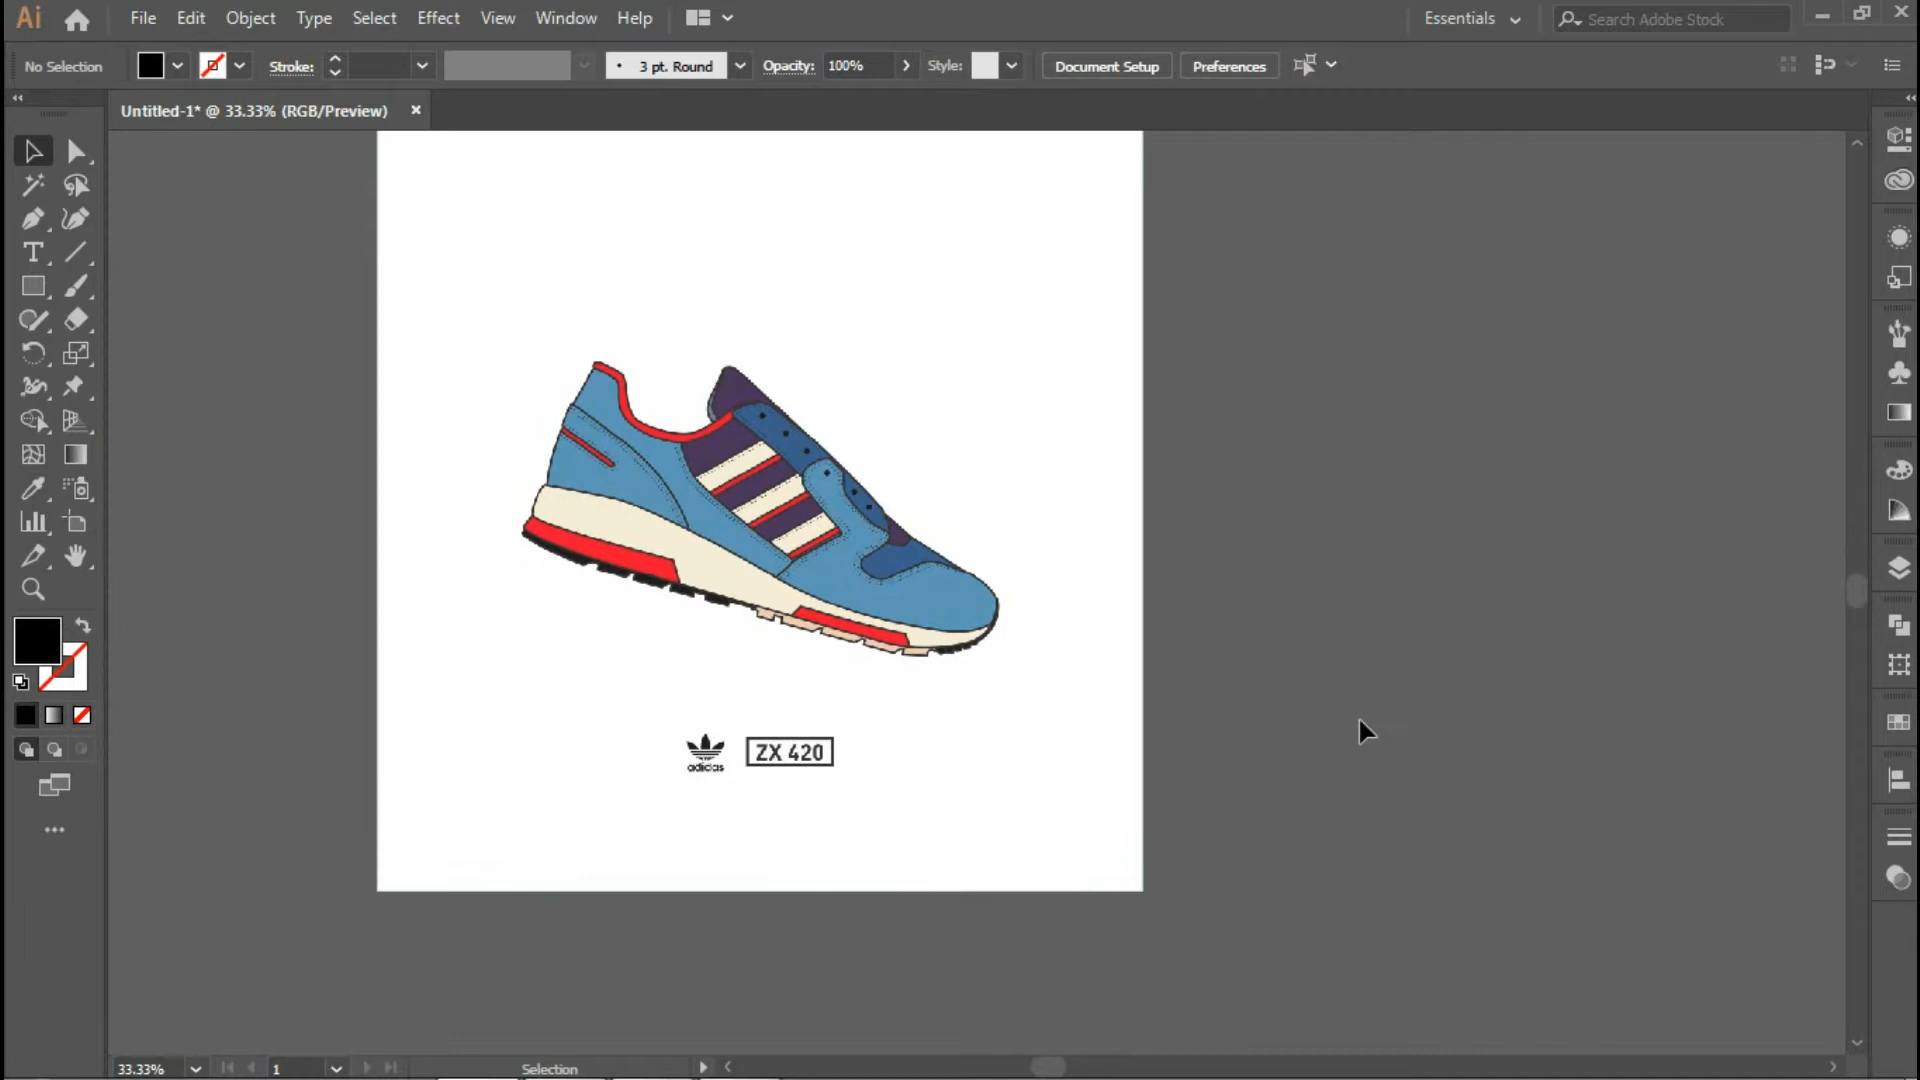 Ai File Edit Object Type Select Effect View Window Help Essentials Search Adobe Stock
No Selection Stroke: 3 pt. Round Opacity: 100% Style: Document Setup Preferences
Untitled-1* @ 33.33% (RGB/Preview)
adidas
ZX 420
33.33% 1 Selection